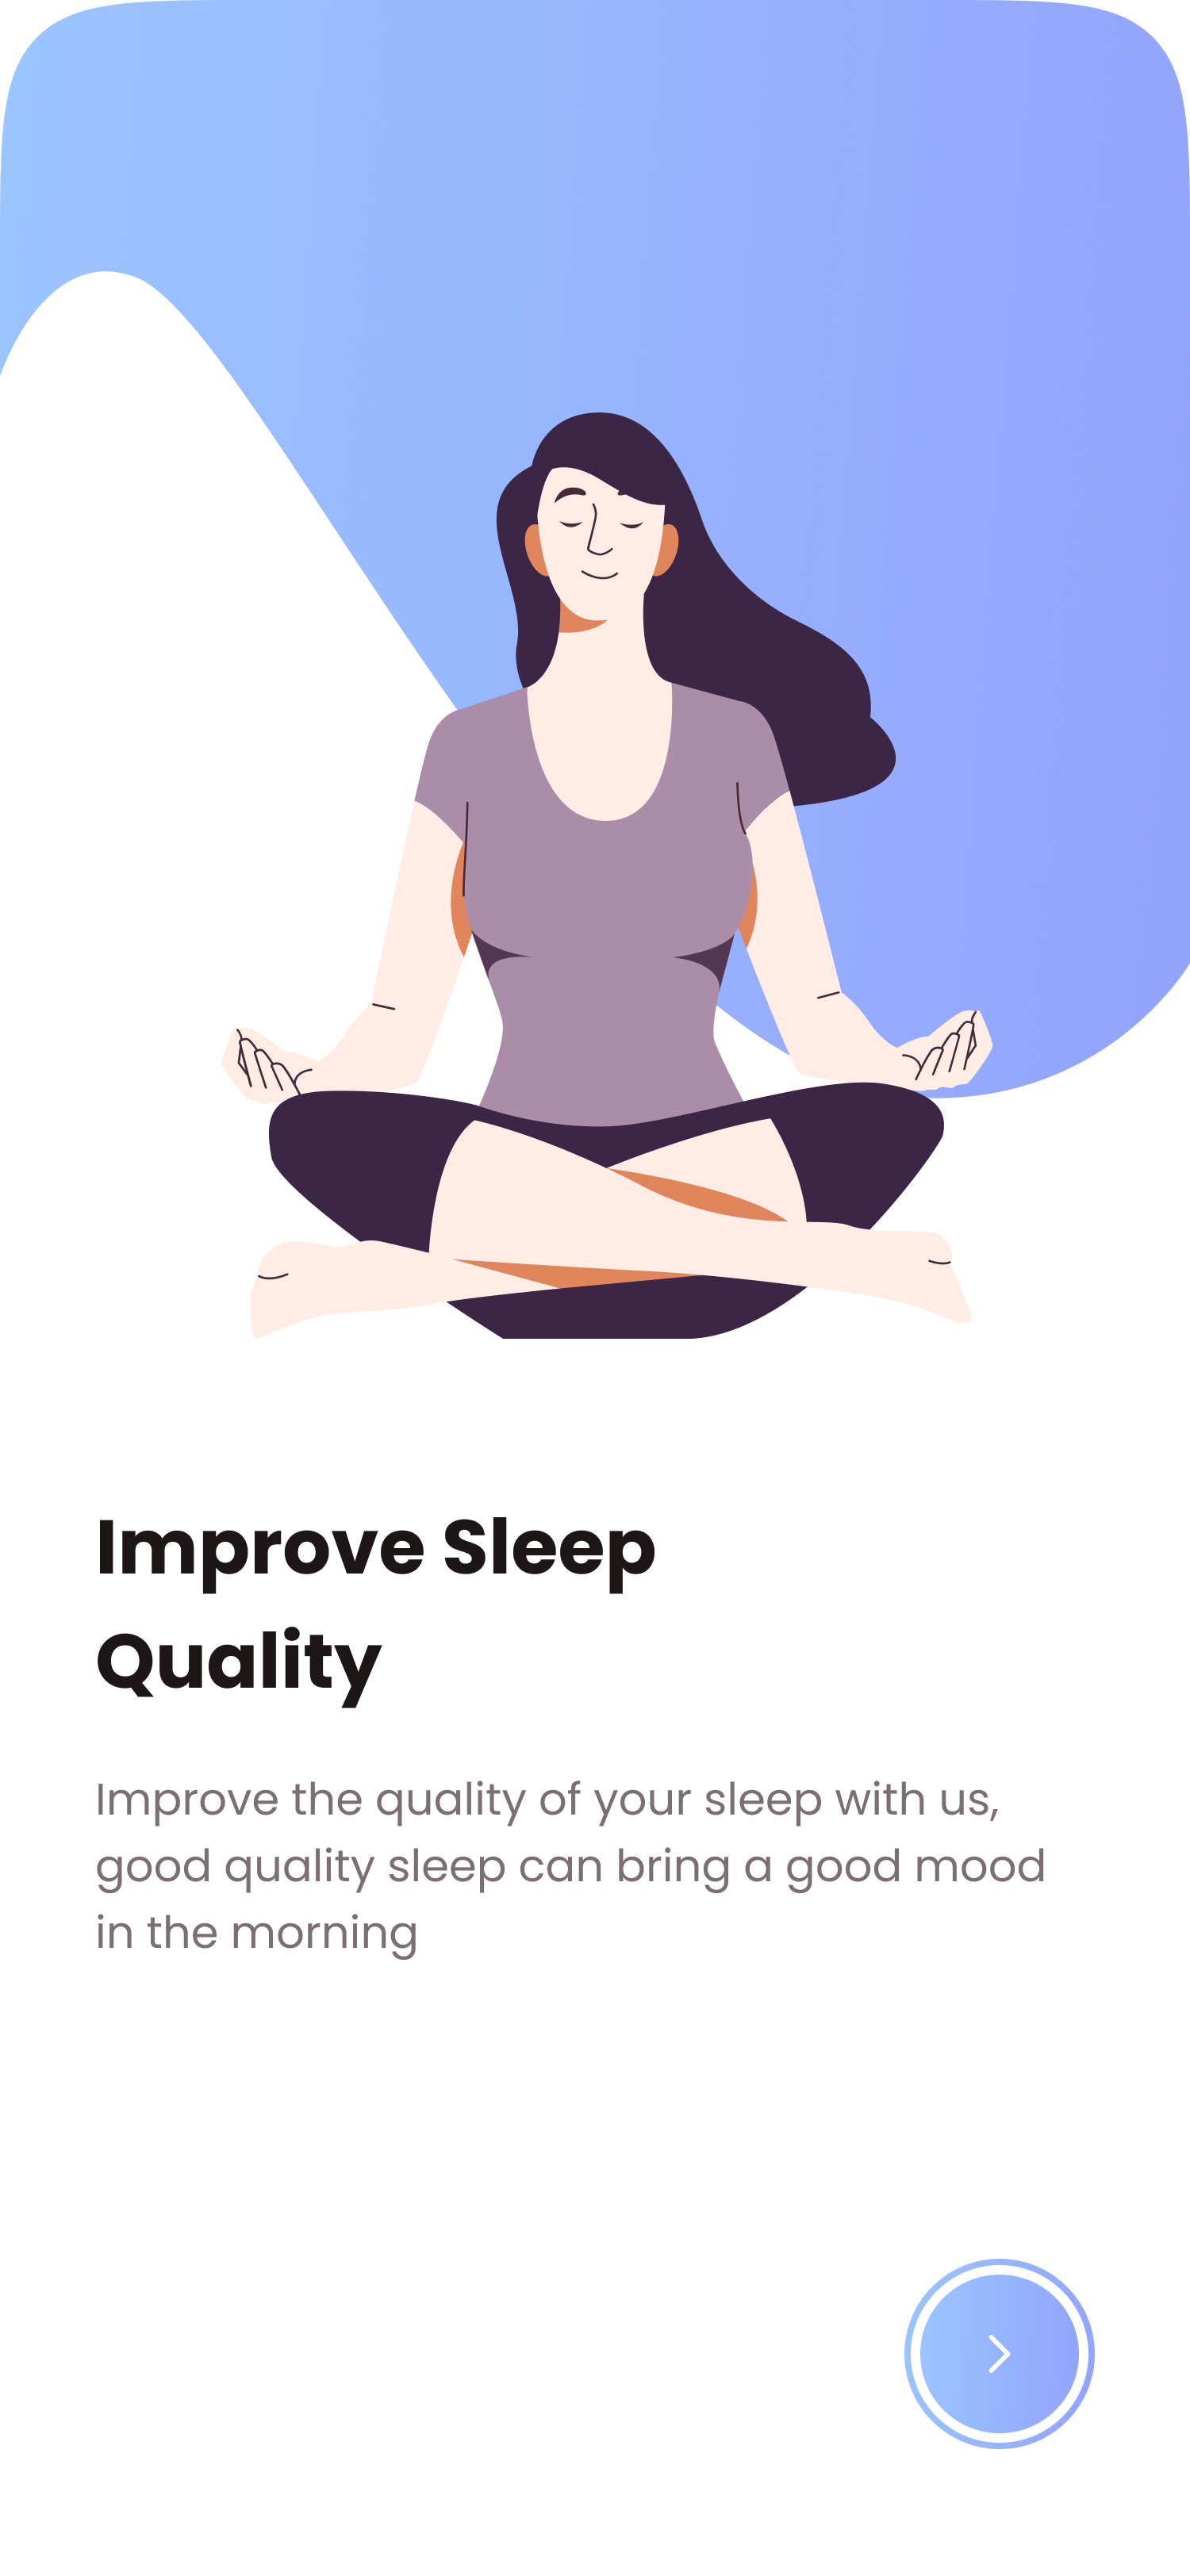 Improve Sleep
Quality
Improve the quality of your sleep with us,
good quality sleep can bring a good mood
in the morning